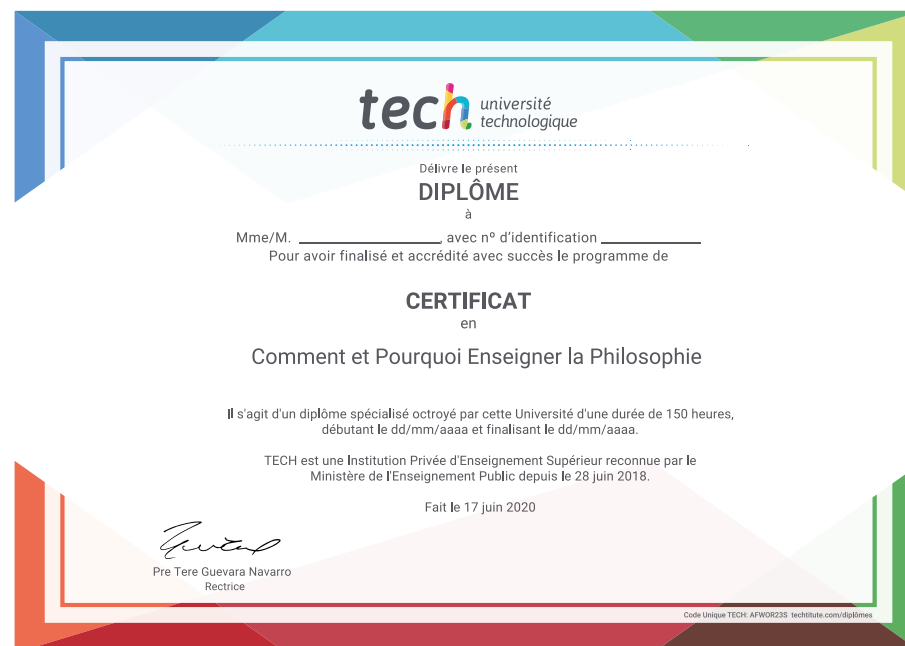 tech université
technologique
Délivre le présent
DIPLÔME
à
Mme/M. ____________________, avec nº d'identification ______________
Pour avoir finalisé et accrédité avec succès le programme de
CERTIFICAT
en
Comment et Pourquoi Enseigner la Philosophie
Il s'agit d'un diplôme spécialisé octroyé par cette Université d'une durée de 150 heures,
débutant le dd/mm/aaaa et finalisant le dd/mm/aaaa.
TECH est une Institution Privée d'Enseignement Supérieur reconnue par le
Ministère de l'Enseignement Public depuis le 28 juin 2018.
Fait le 17 juin 2020
Pre Tere Guevara Navarro
Rectrice
Code Unique TECH: AFWOR23S techtitute.com/diplômes